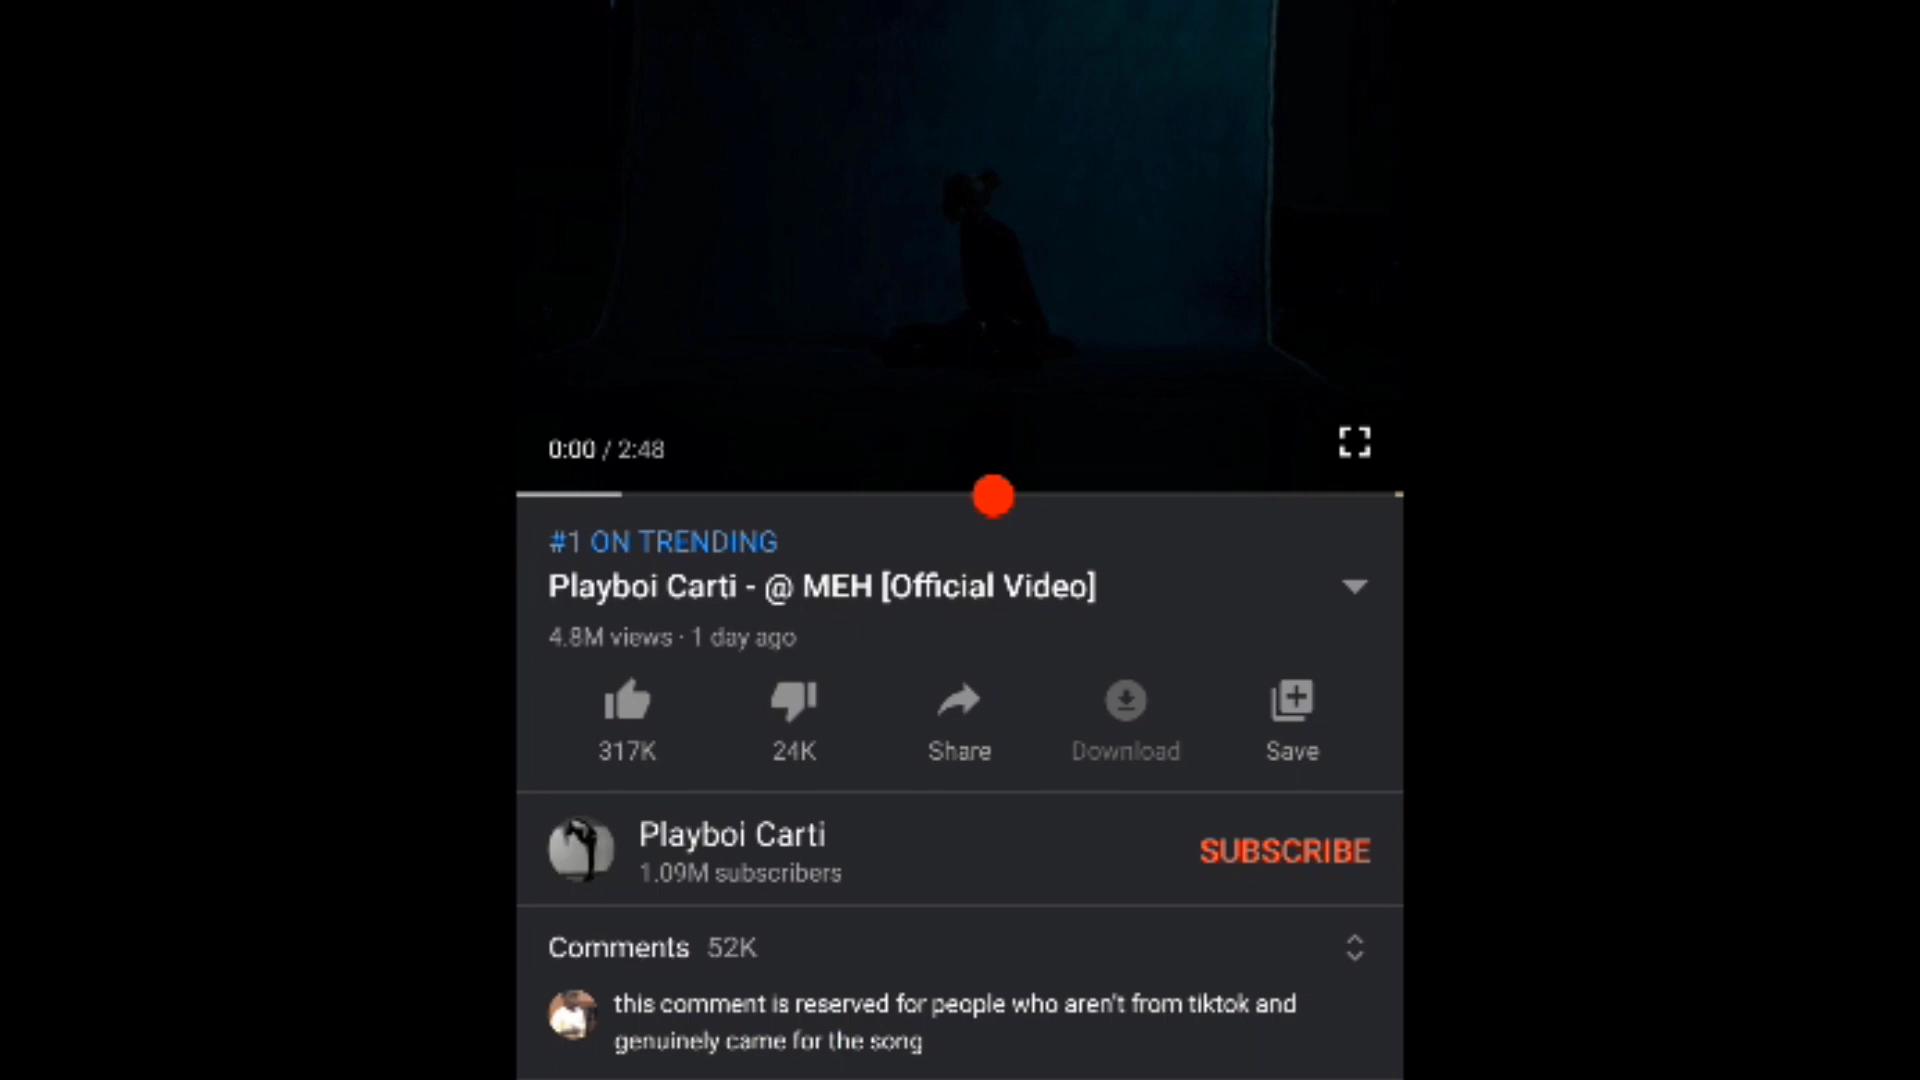 0:00 / 2:48
#1 ON TRENDING
Playboi Carti - @ MEH [Official Video]
4.8M views · 1 day ago
317K
24K
Share
Download
Save
Playboi Carti
1.09M subscribers
SUBSCRIBE
Comments 52K
this comment is reserved for people who aren't from tiktok and
genuinely came for the song